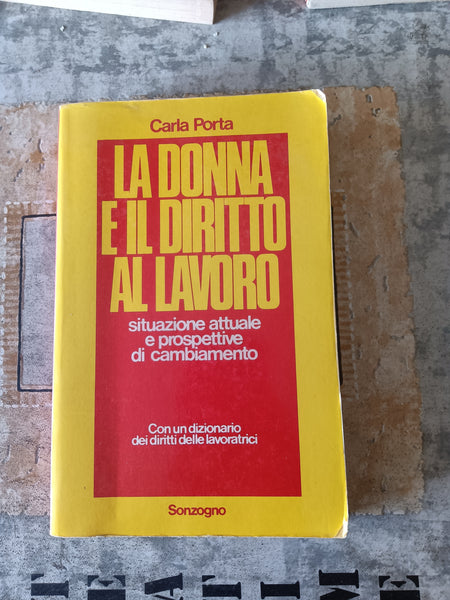 Carla Porta
LA DONNA
E IL DIRITTO
AL LAVORO
situazione attuale
e prospettive
di cambiamento
Con un dizionario
dei diritti delle lavoratrici
Sonzogno